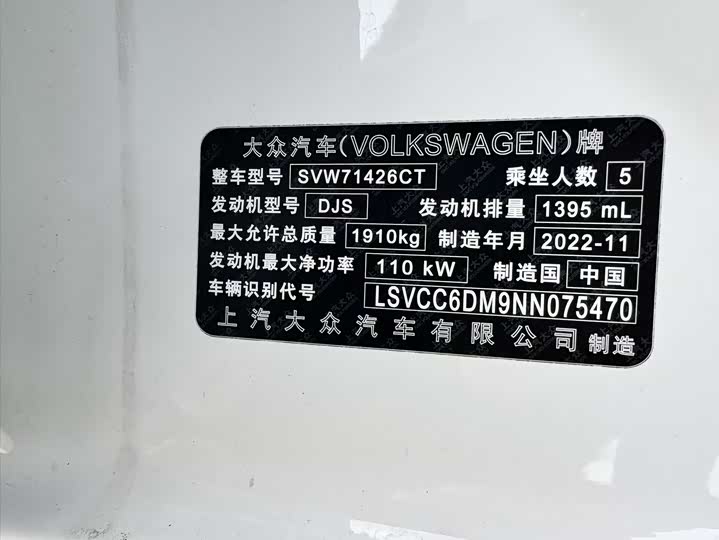 大众汽车(VOLKSWAGEN)牌
整车型号 SVW71426CT 乘坐人数 5
发动机型号 DJS 发动机排量 1395 mL
最大允许总质量 1910kg 制造年月 2022-11
发动机最大净功率 110 kW 制造国 中国
车辆识别代号 LSVCC6DM9NN075470
上汽大众汽车有限公司 制造